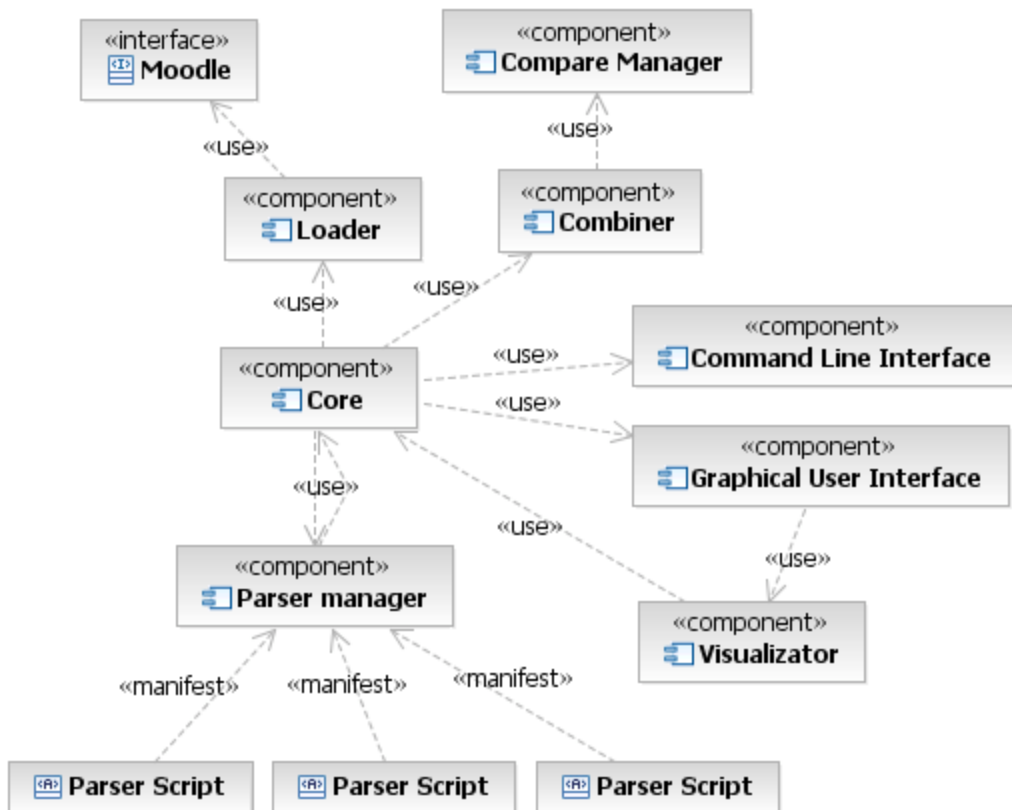 «interface»
Moodle
«component»
Compare Manager
«use»
«use»
«component»
Loader
«component»
Combiner
«use»
«use»
«component»
Command Line Interface
«use»
«component»
Core
«use»
«component»
Graphical User Interface
«use»
«use»
«use»
«component»
Parser manager
«component»
Visualizator
«manifest»
«manifest»
«manifest»
Parser Script
Parser Script
Parser Script